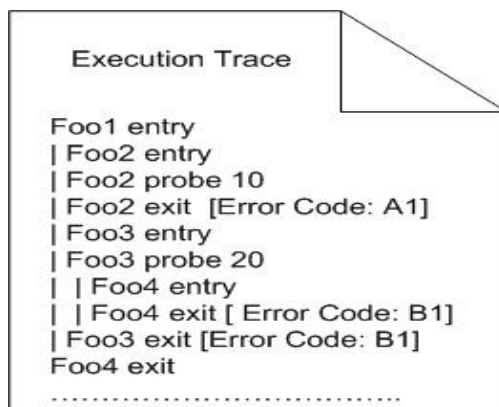 Execution Trace
Foo1 entry
| Foo2 entry
| Foo2 probe 10
| Foo2 exit [Error Code: A1]
| Foo3 entry
| Foo3 probe 20
| | Foo4 entry
| | Foo4 exit [ Error Code: B1]
| Foo3 exit [Error Code: B1]
Foo4 exit
..................................